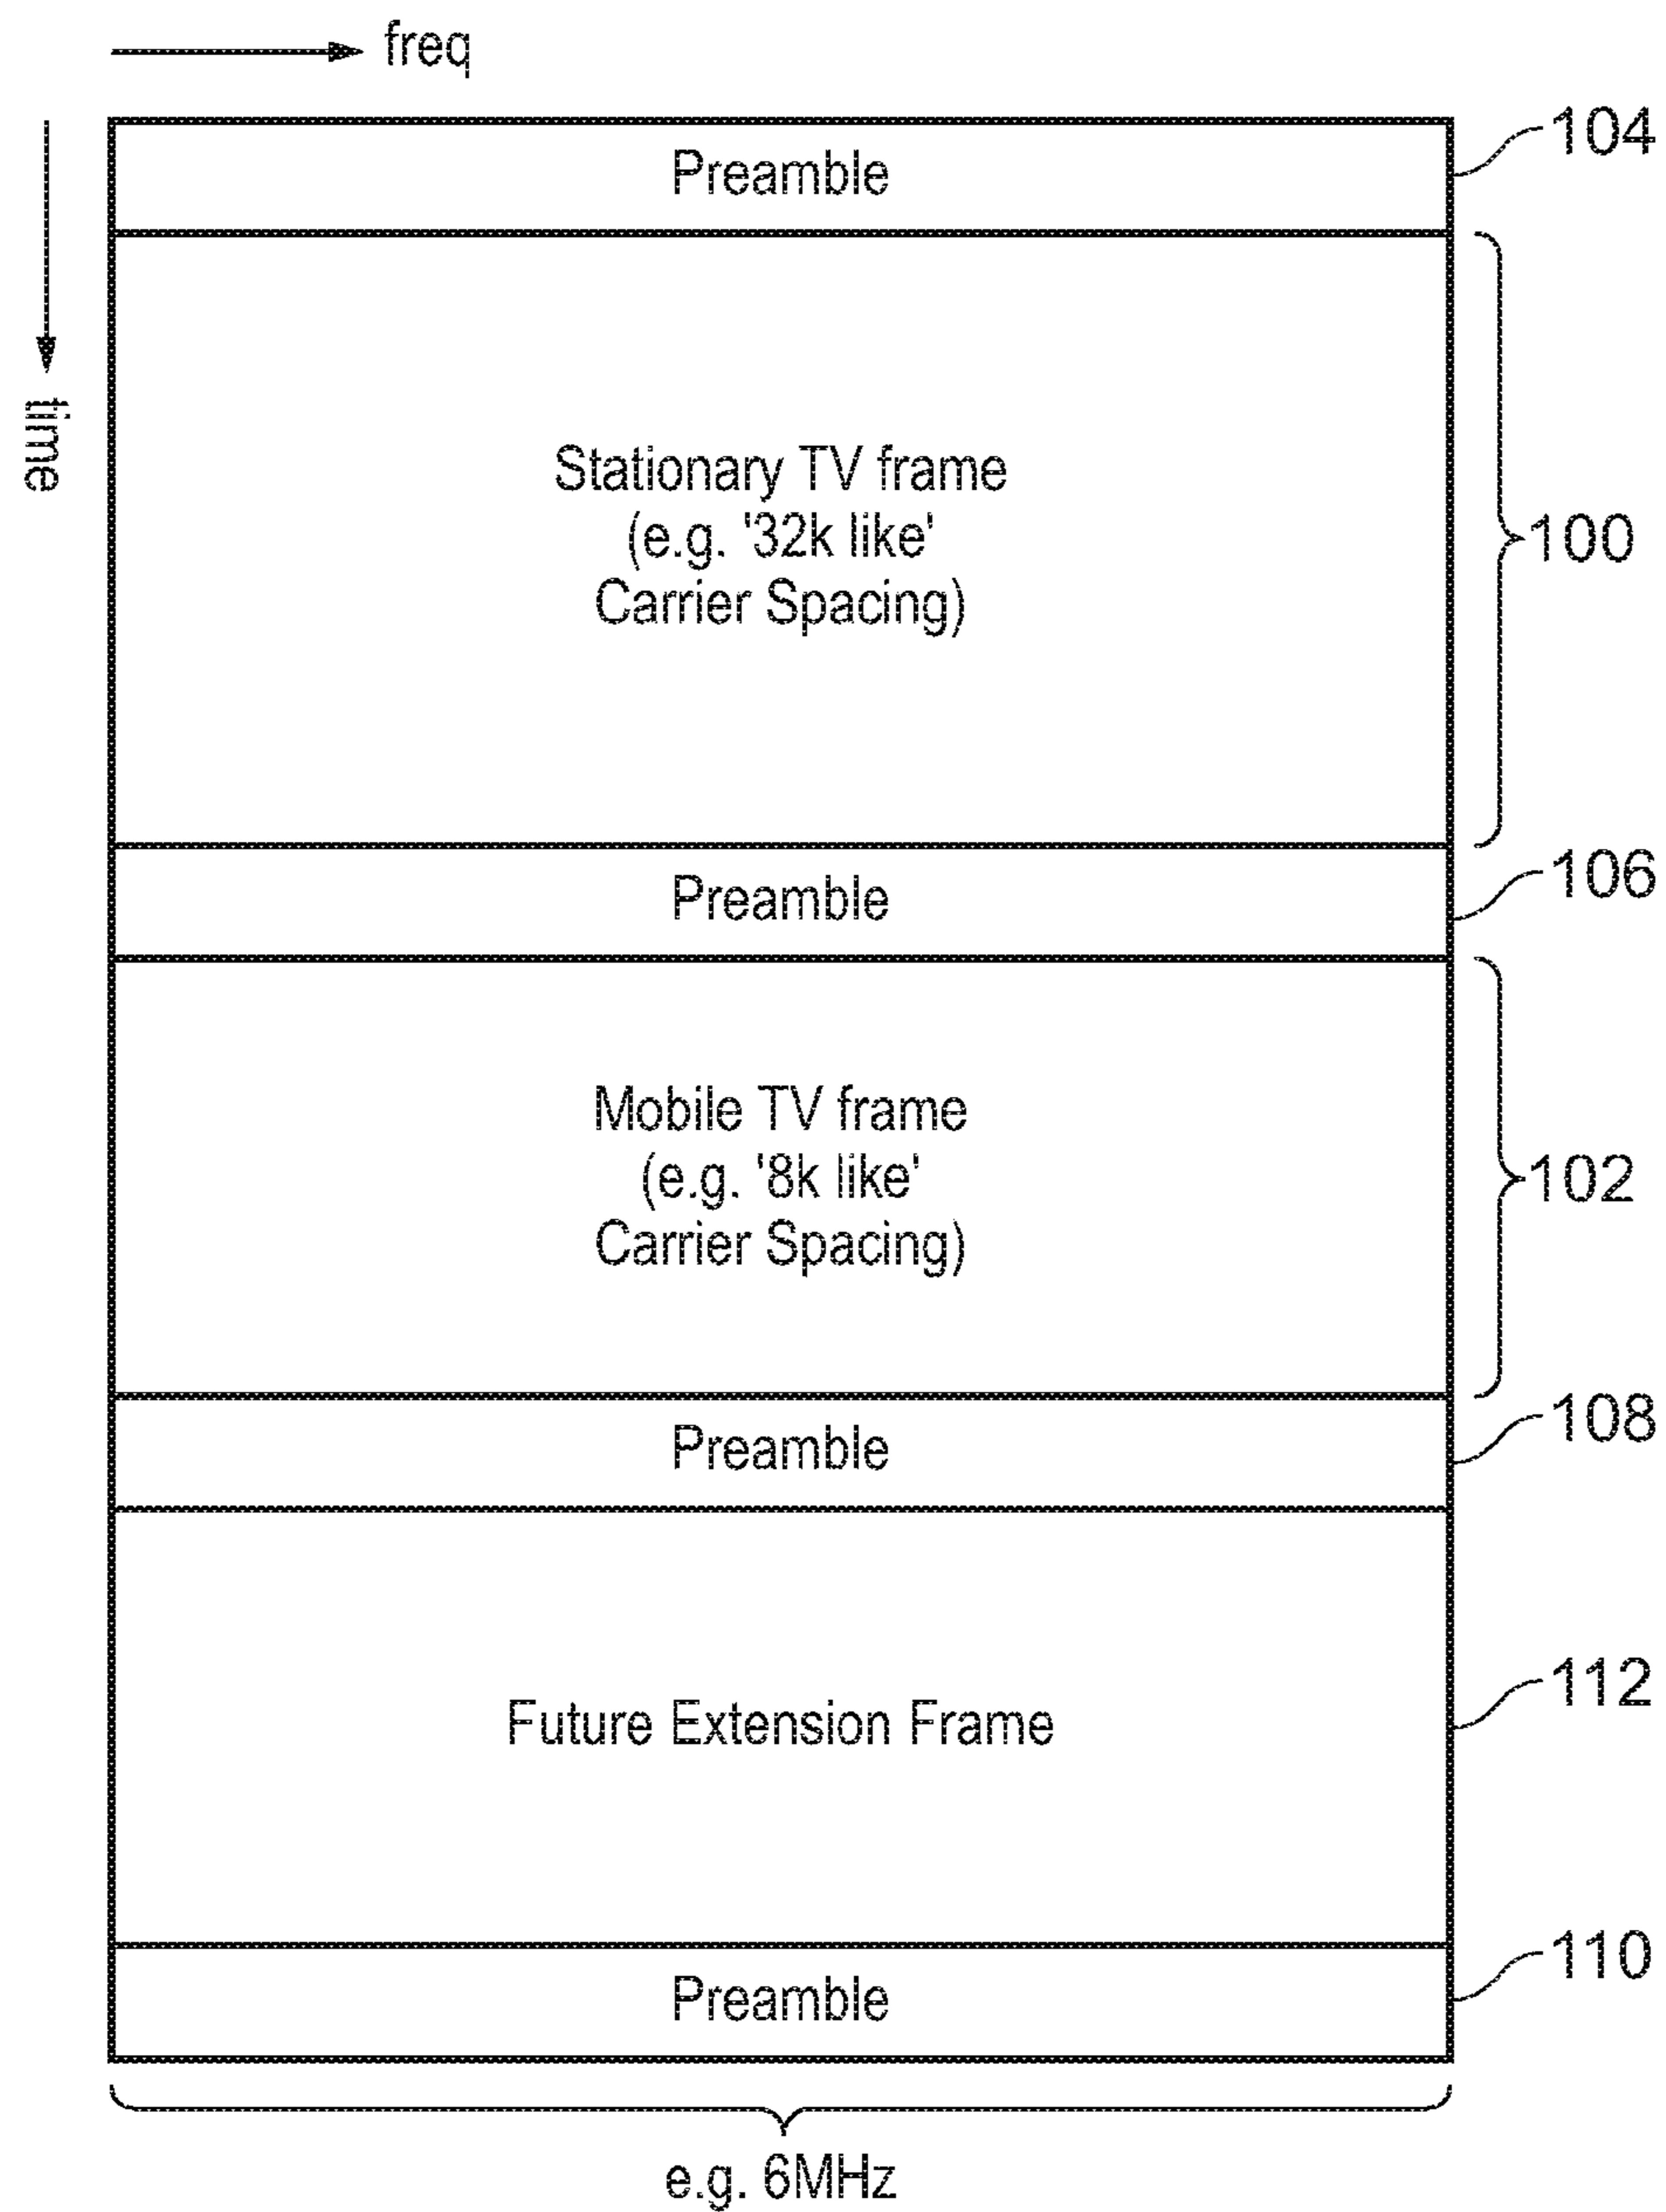 freq
time
Preamble
104
Stationary TV frame
(e.g. '32k like'
Carrier Spacing)
100
Preamble
106
Mobile TV frame
(e.g. '8k like'
Carrier Spacing)
102
Preamble
108
Future Extension Frame
112
Preamble
110
e.g. 6MHz